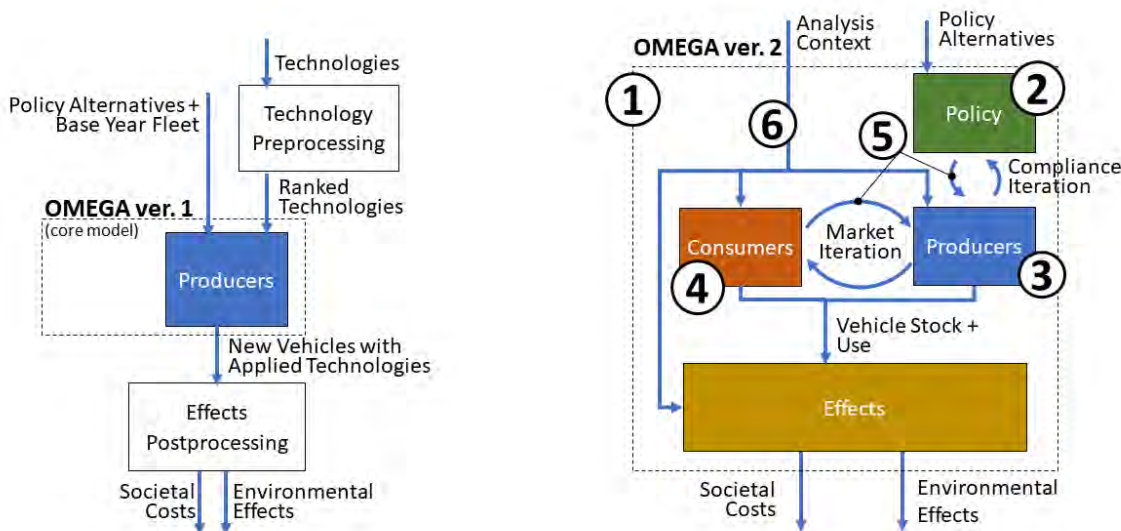 Technologies
Policy Alternatives +
Base Year Fleet
Technology
Preprocessing
Ranked
Technologies
OMEGA ver. 1
(core model)
Producers
New Vehicles with
Applied Technologies
Effects
Postprocessing
Societal
Costs
Environmental
Effects
Analysis
Context
Policy
Alternatives
OMEGA ver. 2
1
2
Policy
6
5
Compliance
Iteration
Consumers
Market
Iteration
Producers
4
3
Vehicle Stock +
Use
Effects
Societal
Costs
Environmental
Effects